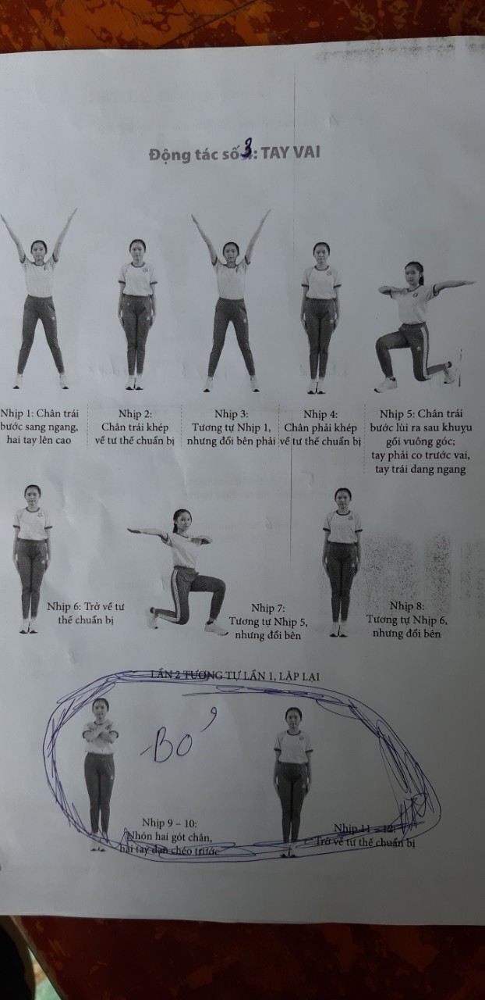 Động tác số 3: TAY VAI
Nhịp 1: Chân trái
bước sang ngang,
hai tay lên cao
Nhịp 2:
Chân trái khép
về tư thế chuẩn bị
Nhịp 3:
Tương tự Nhịp 1,
nhưng đổi bên phải
Nhịp 4:
Chân phải khép
về tư thế chuẩn bị
Nhịp 5: Chân trái
bước lùi ra sau khuyu
gối vuông góc;
tay phải co trước vai,
tay trái dang ngang
Nhịp 6: Trở về tư
thế chuẩn bị
Nhịp 7:
Tương tự Nhịp 5,
nhưng đổi bên
Nhịp 8:
Tương tự Nhịp 6,
nhưng đổi bên
LẦN 2 TƯƠNG TỰ LẦN 1, LẶP LẠI
Bỏ
Nhịp 9 – 10:
Nhón hai gót chân,
hai tay đan chéo trước
Nhịp 11 – 12:
Trở về tư thế chuẩn bị